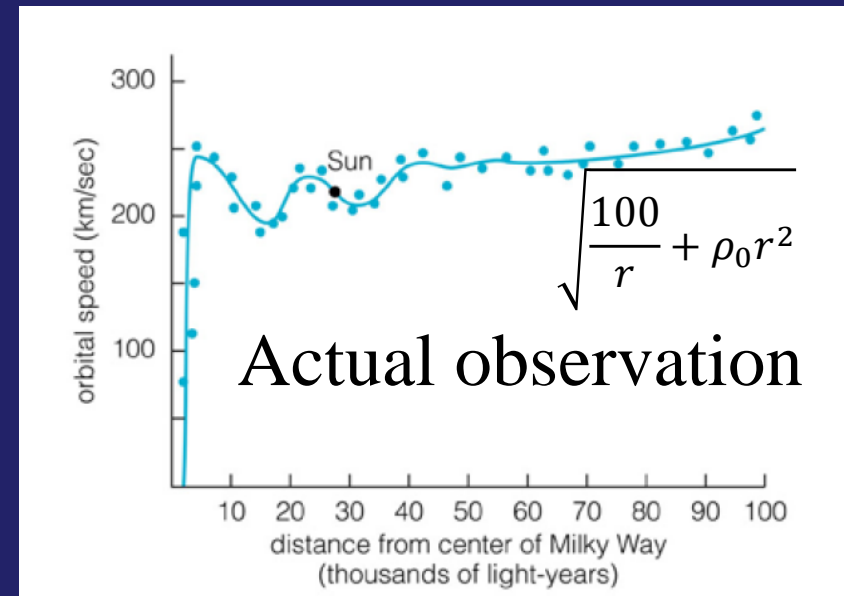 300
200
100
orbital speed (km/sec)
Sun
√(100/r + ρ₀r²)
Actual observation
10 20 30 40 50 60 70 80 90 100
distance from center of Milky Way
(thousands of light-years)